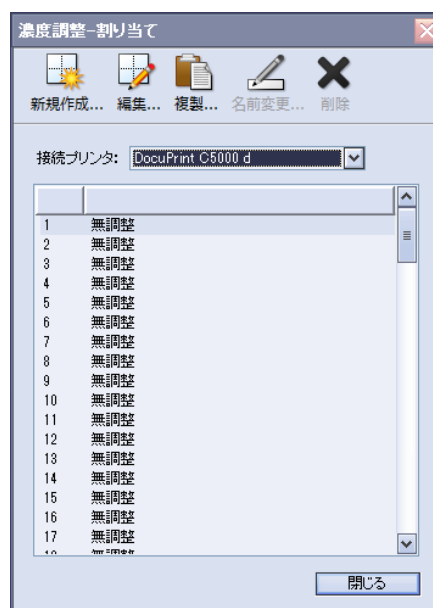 濃度調整-割り当て
新規作成... 編集... 複製... 名前変更... 削除
接続プリンタ: DocuPrint C5000 d
1 無調整
2 無調整
3 無調整
4 無調整
5 無調整
6 無調整
7 無調整
8 無調整
9 無調整
10 無調整
11 無調整
12 無調整
13 無調整
14 無調整
15 無調整
16 無調整
17 無調整
閉じる